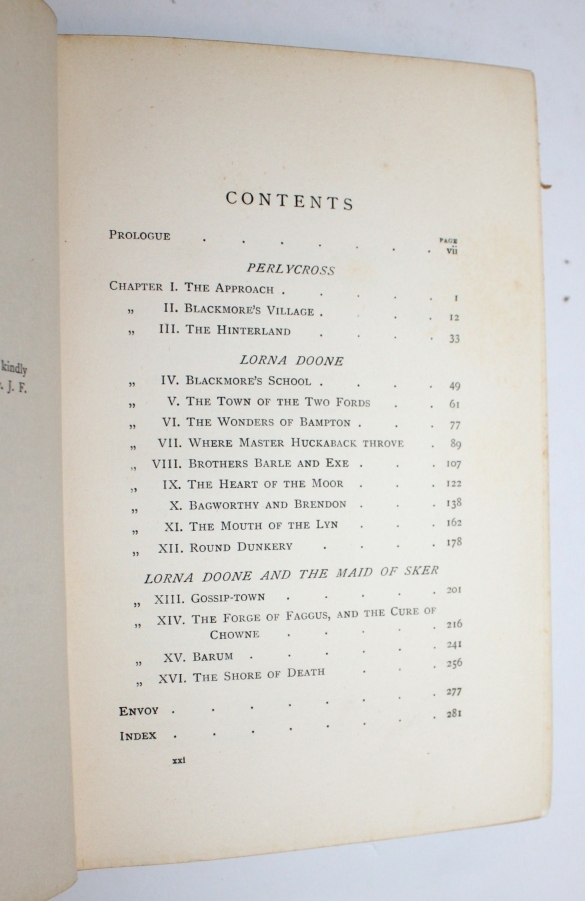 kindly
J. F.
CONTENTS
PAGE
PROLOGUE . . . . . . . vii
PERLYCROSS
CHAPTER I. THE APPROACH . . . . . 1
„ II. BLACKMORE'S VILLAGE . . . . 12
„ III. THE HINTERLAND . . . . 33
LORNA DOONE
„ IV. BLACKMORE'S SCHOOL . . . . 49
„ V. THE TOWN OF THE TWO FORDS . . 61
„ VI. THE WONDERS OF BAMPTON . . . 77
„ VII. WHERE MASTER HUCKABACK THROVE . 89
„ VIII. BROTHERS BARLE AND EXE . . . 107
„ IX. THE HEART OF THE MOOR . . . 122
„ X. BAGWORTHY AND BRENDON . . . 138
„ XI. THE MOUTH OF THE LYN . . . 162
„ XII. ROUND DUNKERY . . . . 178
LORNA DOONE AND THE MAID OF SKER
„ XIII. GOSSIP-TOWN . . . . . 201
„ XIV. THE FORGE OF FAGGUS, AND THE CURE OF
CHOWNE . . . . . 216
„ XV. BARUM . . . . . . 241
„ XVI. THE SHORE OF DEATH . . . 256
ENVOY . . . . . . . . 277
INDEX . . . . . . . . 281
xxi